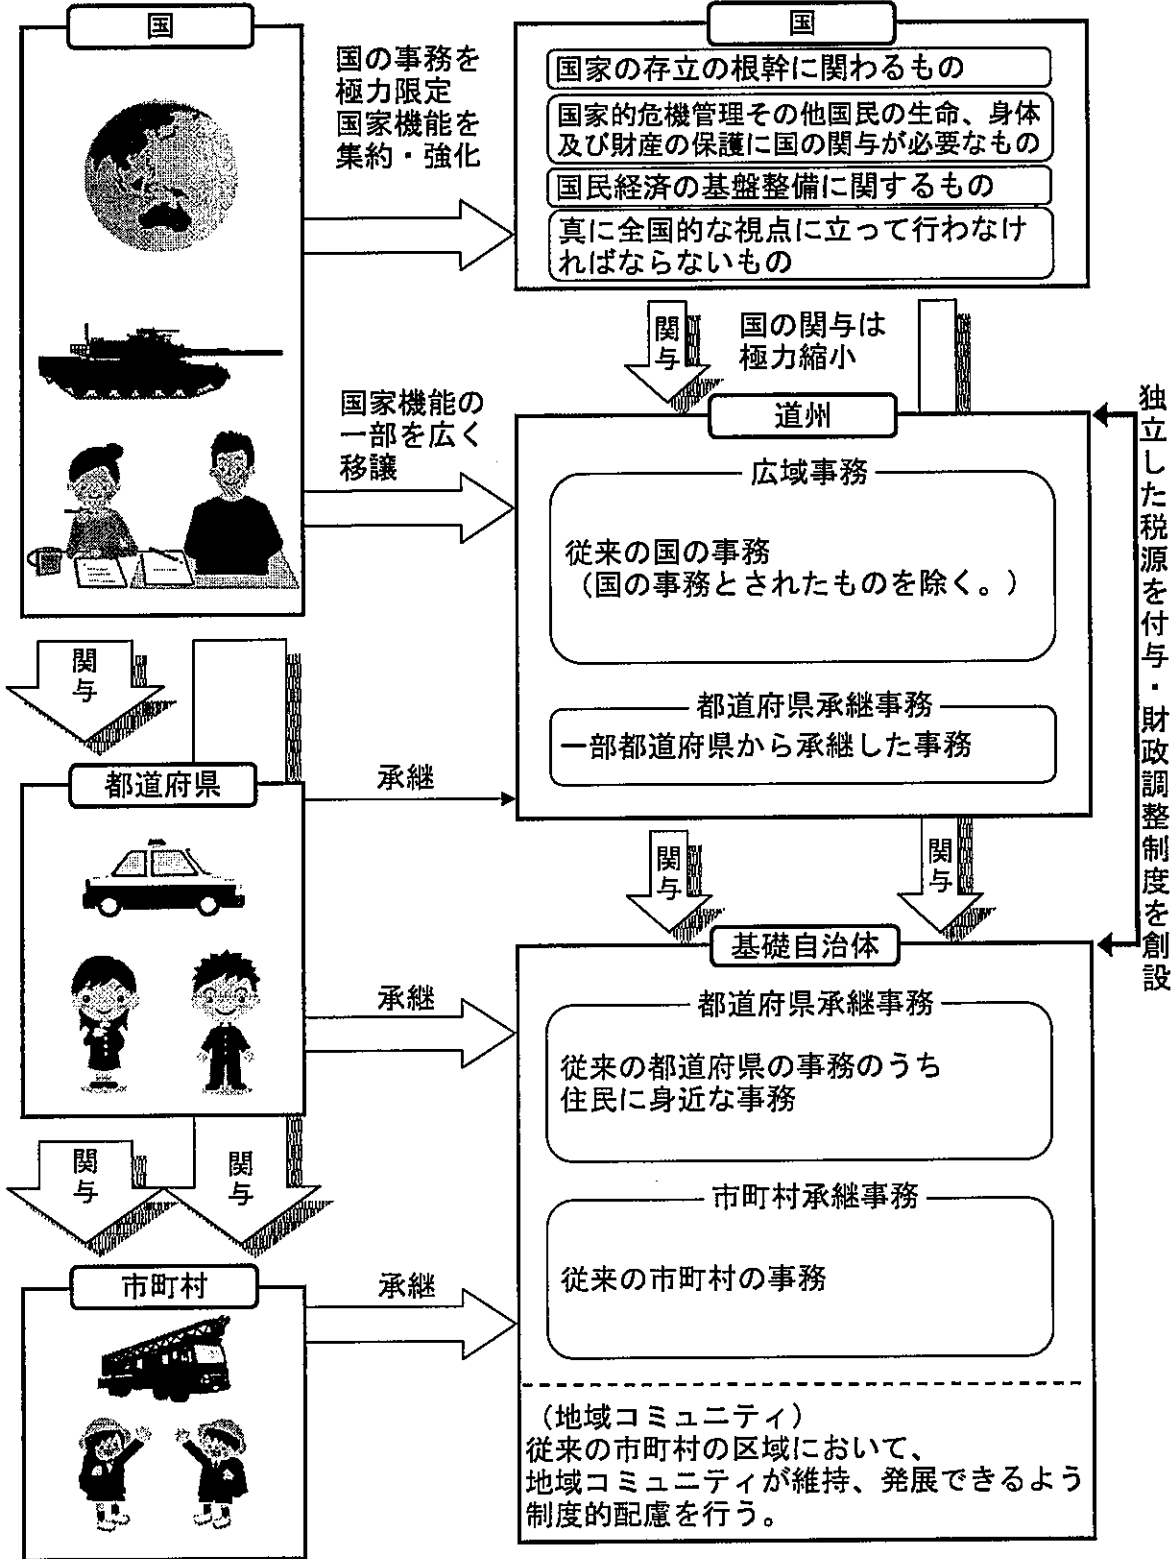 国
国の事務を
極力限定
国家機能を
集約・強化
国
国家の存立の根幹に関わるもの
国家的危機管理その他国民の生命、身体
及び財産の保護に国の関与が必要なもの
国民経済の基盤整備に関するもの
真に全国的な視点に立って行わなけ
ればならないもの
関与
国の関与は
極力縮小
国家機能の
一部を広く
移譲
道州
広域事務
従来の国の事務
（国の事務とされたものを除く。）
都道府県承継事務
一部都道府県から承継した事務
独立した税源を付与・財政調整制度を創設
関与
都道府県
承継
関与
関与
基礎自治体
承継
都道府県承継事務
従来の都道府県の事務のうち
住民に身近な事務
関与
関与
市町村承継事務
従来の市町村の事務
市町村
承継
（地域コミュニティ）
従来の市町村の区域において、
地域コミュニティが維持、発展できるよう
制度的配慮を行う。